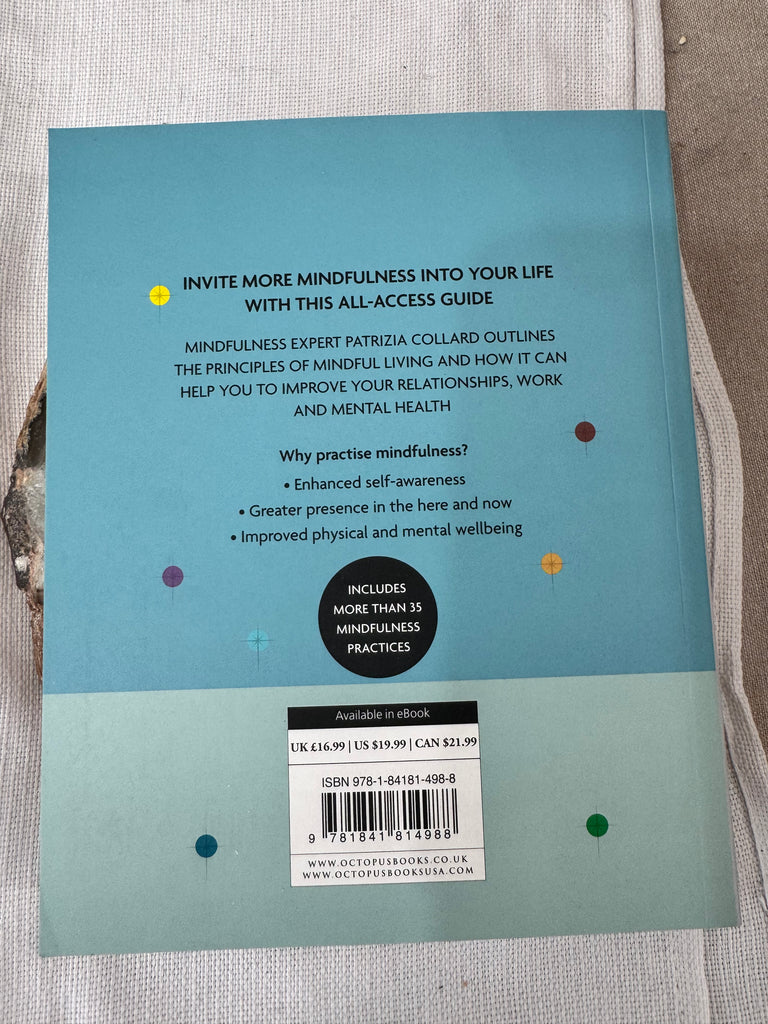 INVITE MORE MINDFULNESS INTO YOUR LIFE
WITH THIS ALL-ACCESS GUIDE
MINDFULNESS EXPERT PATRIZIA COLLARD OUTLINES
THE PRINCIPLES OF MINDFUL LIVING AND HOW IT CAN
HELP YOU TO IMPROVE YOUR RELATIONSHIPS, WORK
AND MENTAL HEALTH
Why practise mindfulness?
• Enhanced self-awareness
• Greater presence in the here and now
• Improved physical and mental wellbeing
INCLUDES
MORE THAN 35
MINDFULNESS
PRACTICES
Available in eBook
UK £16.99 | US $19.99 | CAN $21.99
ISBN 978-1-84181-498-8
9 781841 814988
WWW.OCTOPUSBOOKS.CO.UK
WWW.OCTOPUSBOOKSUSA.COM